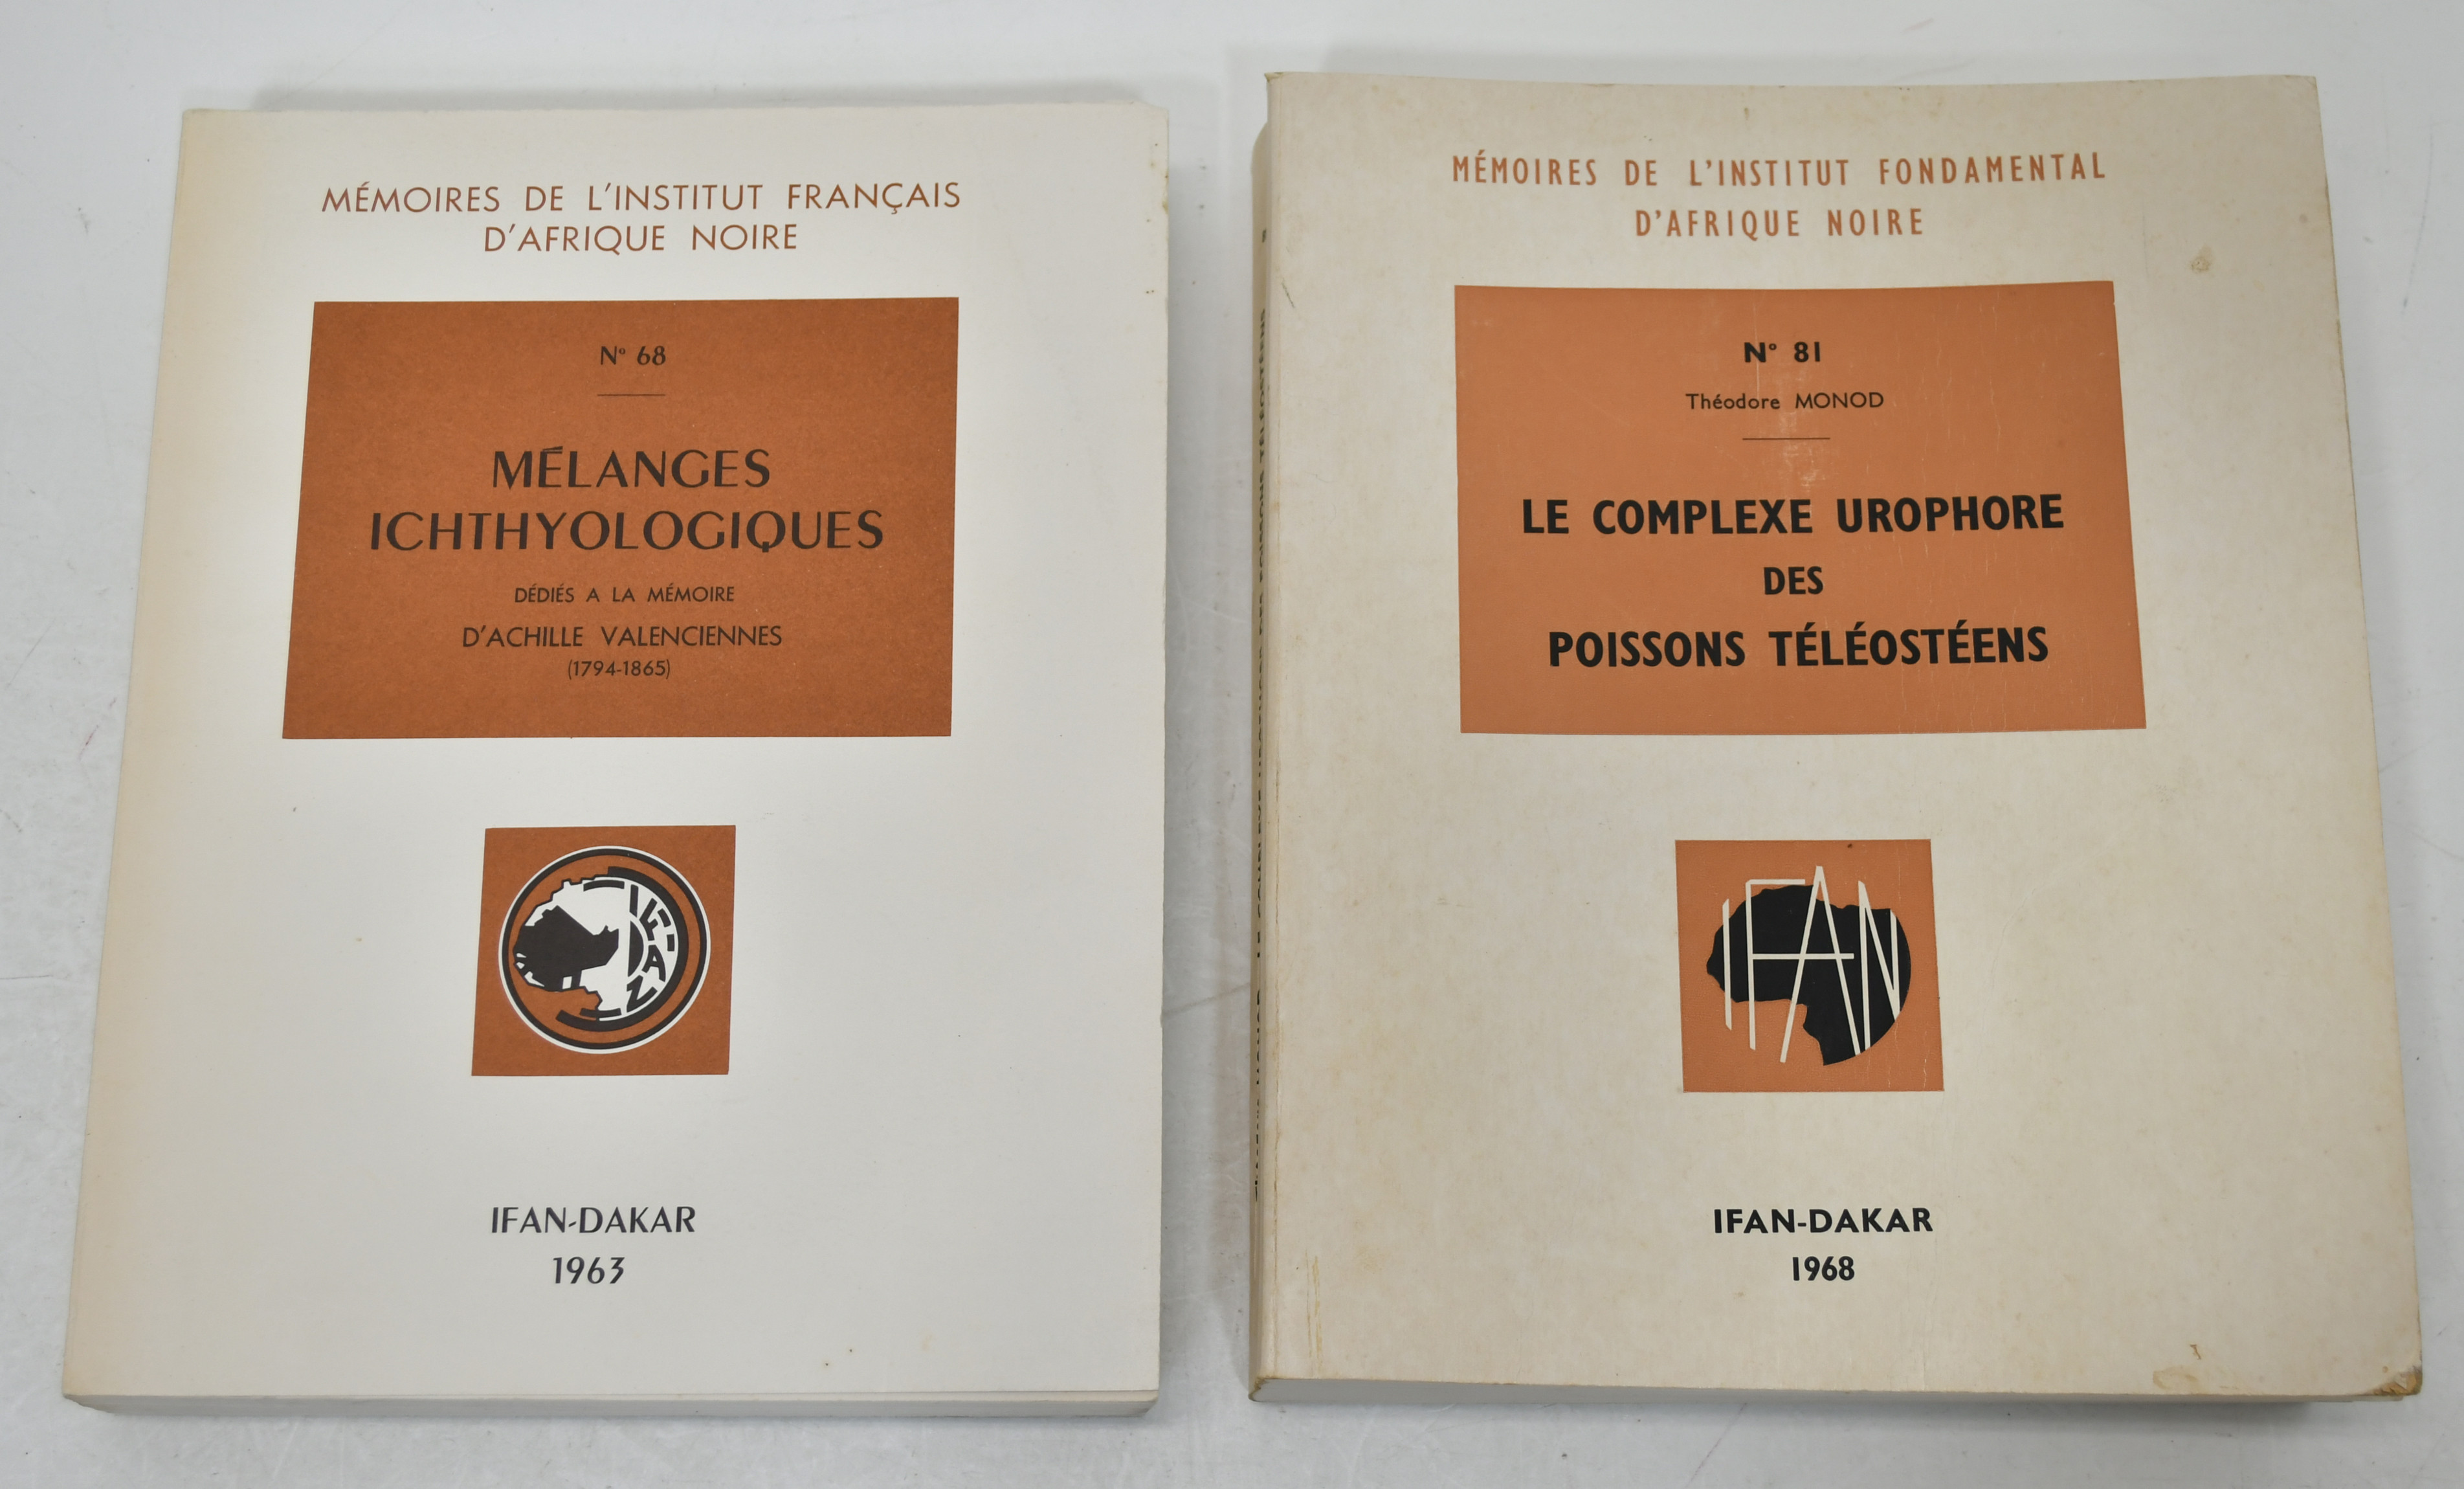 MÉMOIRES DE L'INSTITUT FRANÇAIS
D'AFRIQUE NOIRE
N° 68
MÉLANGES
ICHTHYOLOGIQUES
DÉDIÉS A LA MÉMOIRE
D'ACHILLE VALENCIENNES
(1794-1865)
IFAN
IFAN-DAKAR
1963
MÉMOIRES DE L'INSTITUT FONDAMENTAL
D'AFRIQUE NOIRE
N° 81
Théodore MONOD
LE COMPLEXE UROPHORE
DES
POISSONS TÉLÉOSTÉENS
IFAN
IFAN-DAKAR
1968